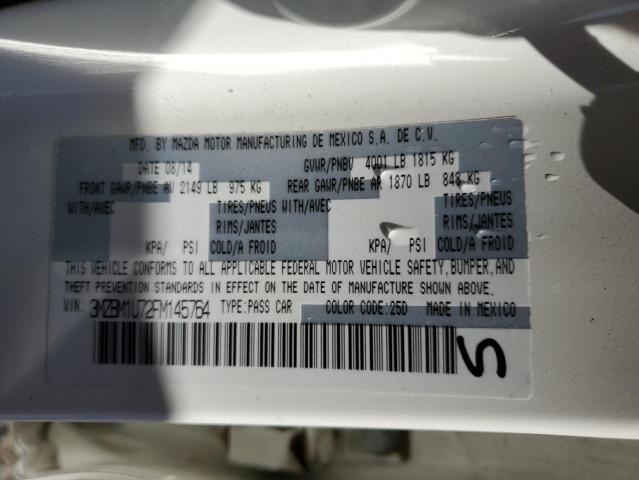 MFD. BY MAZDA MOTOR MANUFACTURING DE MEXICO S.A. DE C.V.
DATE 08/14 GVWR/PNBV 4001 LB 1815 KG
FRONT GAWR/PNBE AV 2149 LB 975 KG REAR GAWR/PNBE AR 1870 LB 848 KG
WITH/AVEC TIRES/PNEUS WITH/AVEC TIRES/PNEUS
RIMS/JANTES RIMS/JANTES
KPA/ PSI COLD/A FROID KPA/ PSI COLD/A FROID
THIS VEHICLE CONFORMS TO ALL APPLICABLE FEDERAL MOTOR VEHICLE SAFETY, BUMPER, AND
THEFT PREVENTION STANDARDS IN EFFECT ON THE DATE OF MANUFACTURE SHOWN ABOVE.
VIN: 3MZBM1U72FM145764 TYPE:PASS CAR COLOR CODE:25D MADE IN MEXICO
S